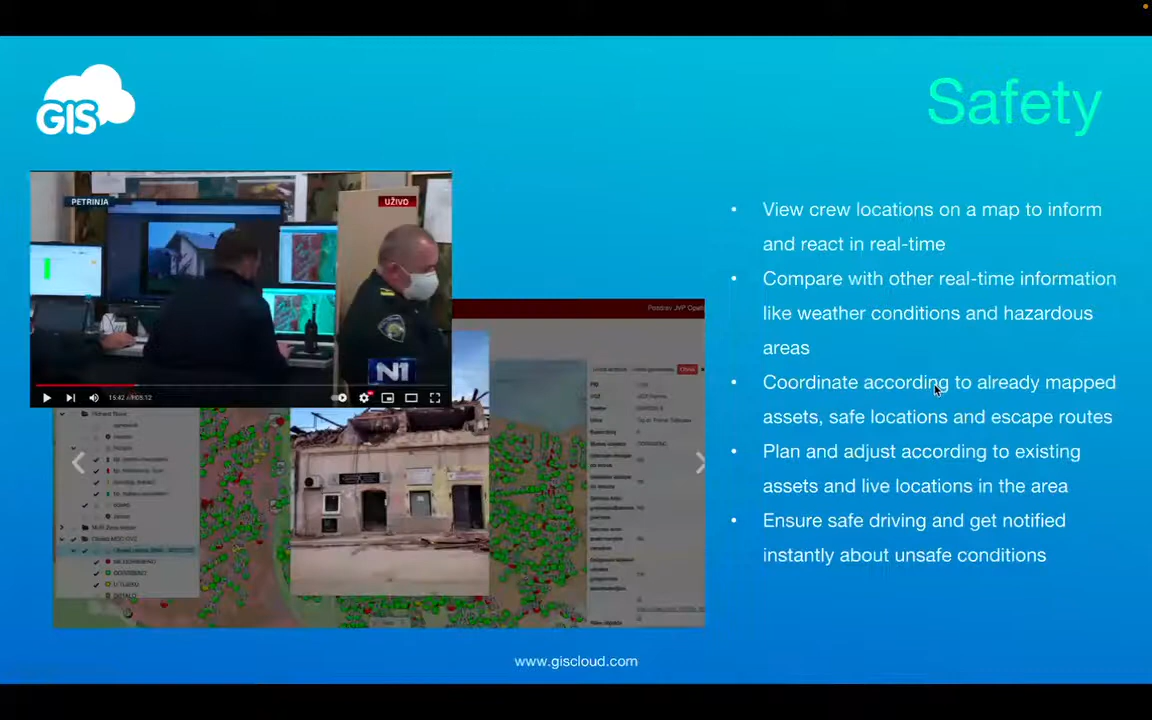 GIS
Safety
PETRINJA
UŽIVO
N1
View crew locations on a map to inform
and react in real-time
Compare with other real-time information
like weather conditions and hazardous
areas
Coordinate according to already mapped
assets, safe locations and escape routes
Plan and adjust according to existing
assets and live locations in the area
Ensure safe driving and get notified
instantly about unsafe conditions
www.giscloud.com